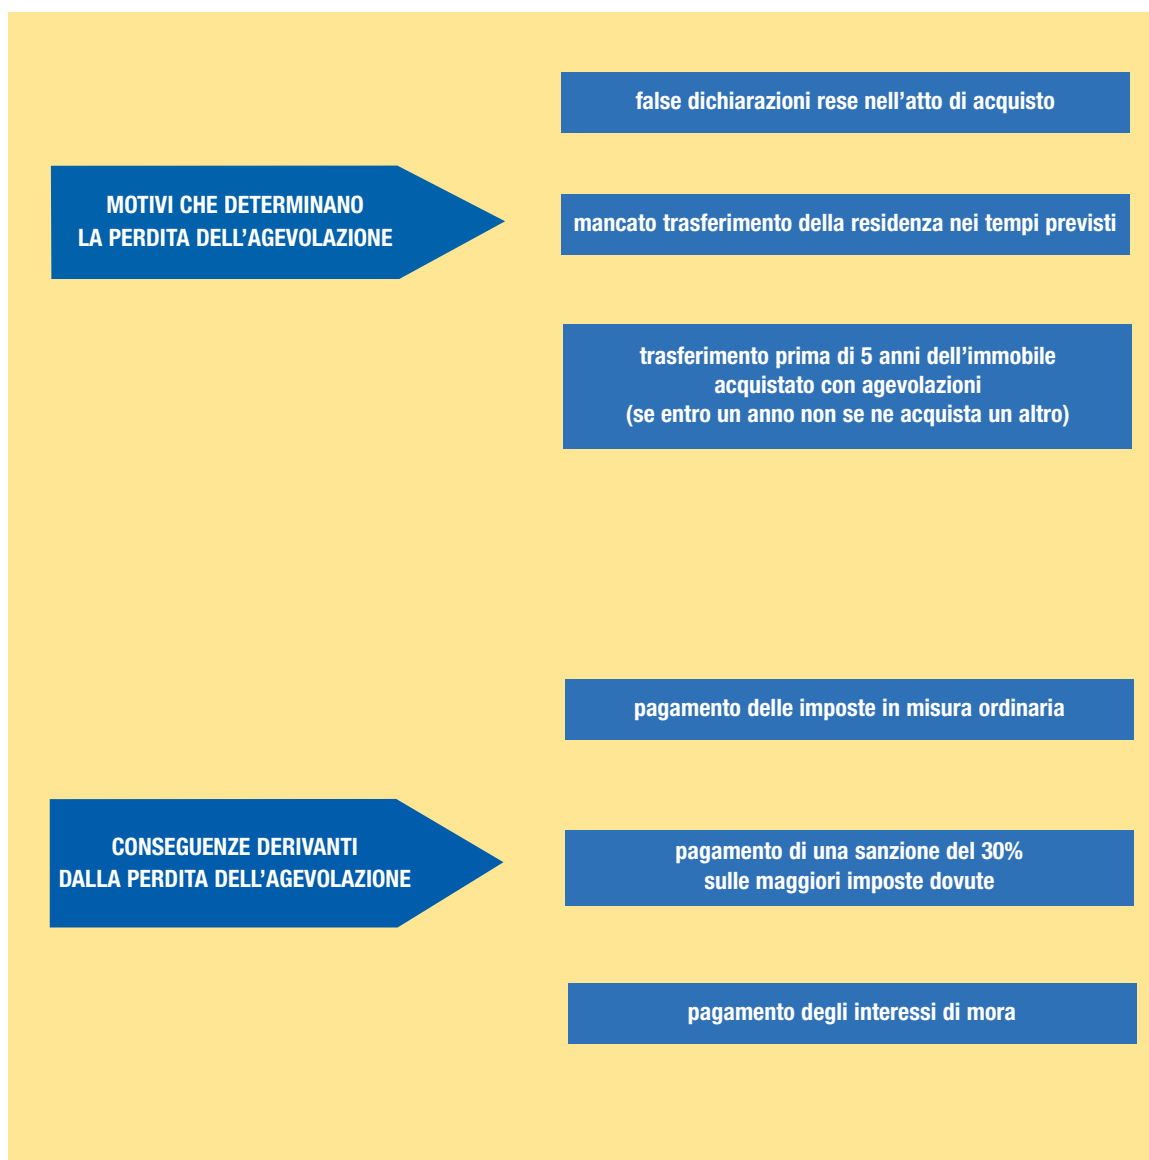 false dichiarazioni rese nell’atto di acquisto
MOTIVI CHE DETERMINANO
LA PERDITA DELL’AGEVOLAZIONE
mancato trasferimento della residenza nei tempi previsti
trasferimento prima di 5 anni dell’immobile
acquistato con agevolazioni
(se entro un anno non se ne acquista un altro)
pagamento delle imposte in misura ordinaria
CONSEGUENZE DERIVANTI
DALLA PERDITA DELL’AGEVOLAZIONE
pagamento di una sanzione del 30%
sulle maggiori imposte dovute
pagamento degli interessi di mora